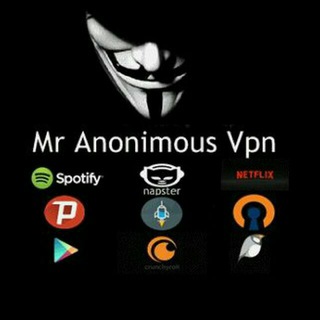 Mr Anonimous Vpn
Spotify
napster
NETFLIX
crunchyroll